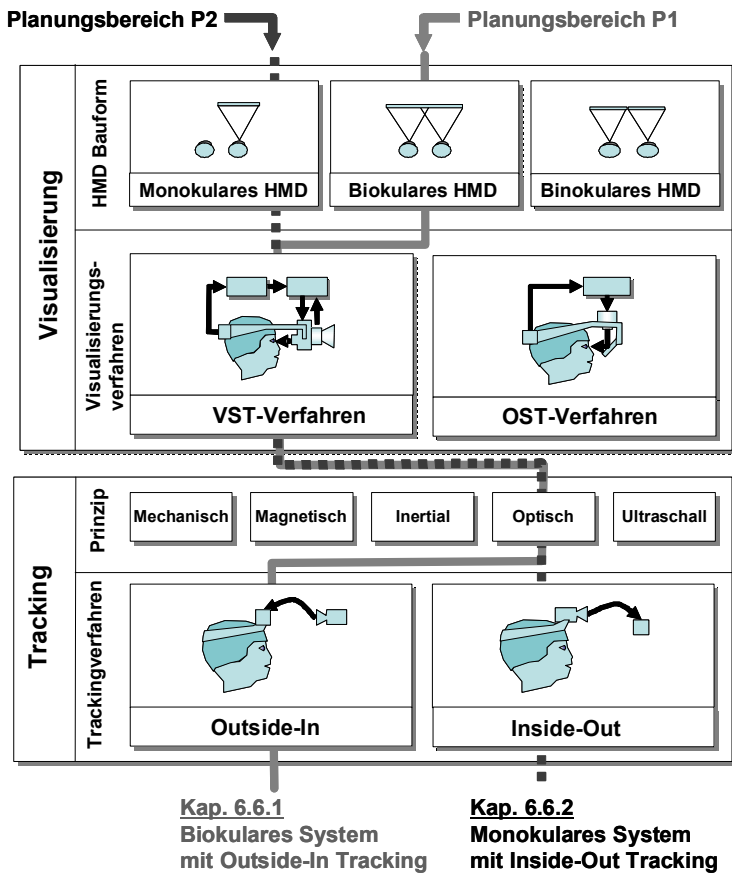 Planungsbereich P2
Planungsbereich P1
Visualisierung
HMD Bauform
Monokulares HMD
Biokulares HMD
Binokulares HMD
Visualisierungs-
verfahren
VST-Verfahren
OST-Verfahren
Tracking
Prinzip
Mechanisch
Magnetisch
Inertial
Optisch
Ultraschall
Trackingverfahren
Outside-In
Inside-Out
Kap. 6.6.1
Biokulares System
mit Outside-In Tracking
Kap. 6.6.2
Monokulares System
mit Inside-Out Tracking